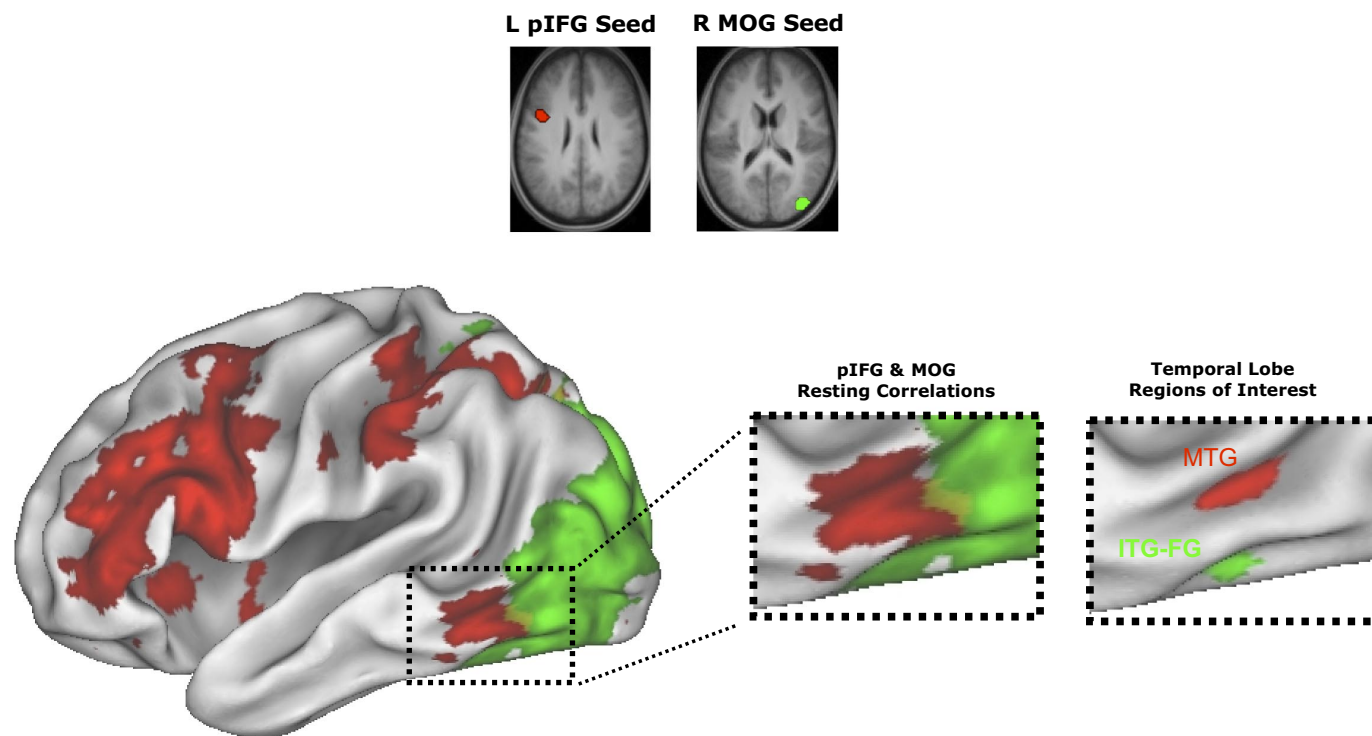 L pIFG Seed
R MOG Seed
pIFG & MOG
Resting Correlations
Temporal Lobe
Regions of Interest
MTG
ITG-FG